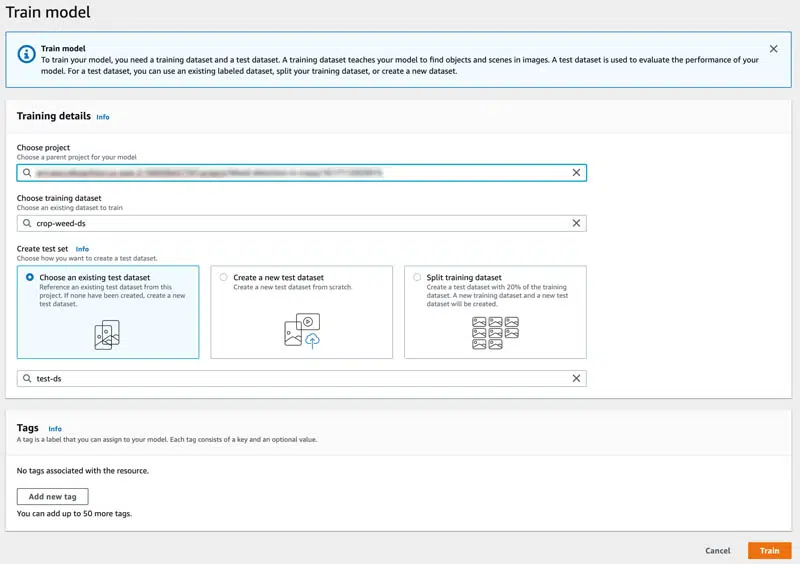 Train model
Train model
To train your model, you need a training dataset and a test dataset. A training dataset teaches your model to find objects and scenes in images. A test dataset is used to evaluate the performance of your
model. For a test dataset, you can use an existing labeled dataset, split your training dataset, or create a new dataset.
Training details Info
Choose project
Choose a parent project for your model
Choose training dataset
Choose an existing dataset to train
crop-weed-ds
Create test set Info
Choose how you want to create a test dataset.
Choose an existing test dataset
Reference an existing test dataset from this
project. If none have been created, create a new
test dataset.
Create a new test dataset
Create a new test dataset from scratch.
Split training dataset
Create a test dataset with 20% of the training
dataset. A new training dataset and a new test
dataset will be created.
test-ds
Tags Info
A tag is a label that you can assign to your model. Each tag consists of a key and an optional value.
No tags associated with the resource.
Add new tag
You can add up to 50 more tags.
Cancel
Train